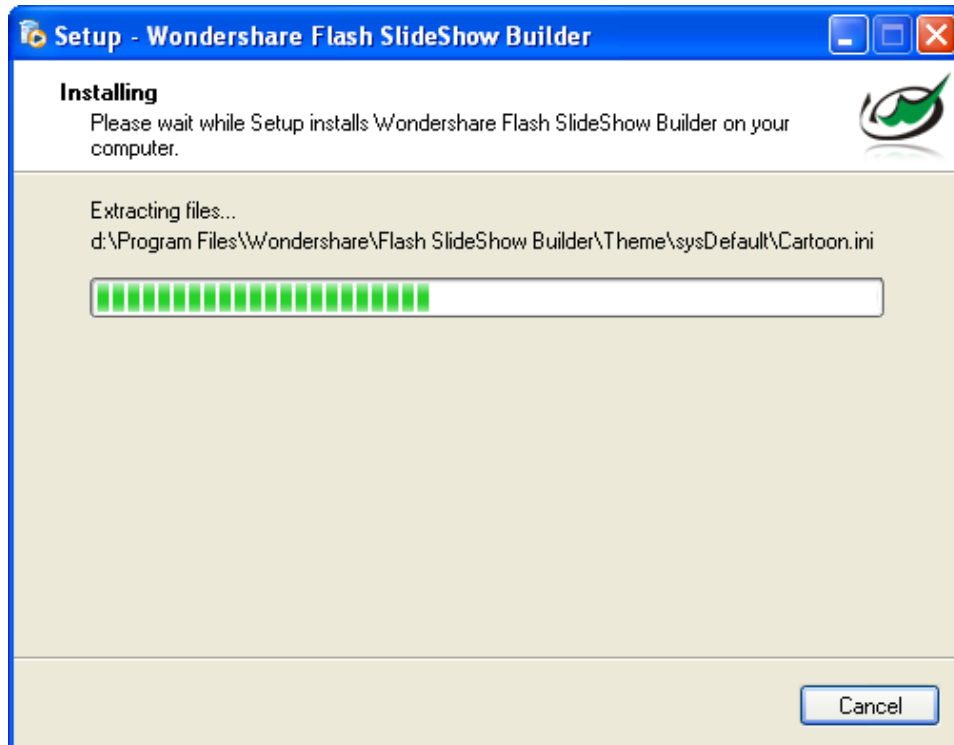 Setup - Wondershare Flash SlideShow Builder
Installing
Please wait while Setup installs Wondershare Flash SlideShow Builder on your
computer.
Extracting files...
d:\Program Files\Wondershare\Flash SlideShow Builder\Theme\sysDefault\Cartoon.ini
Cancel